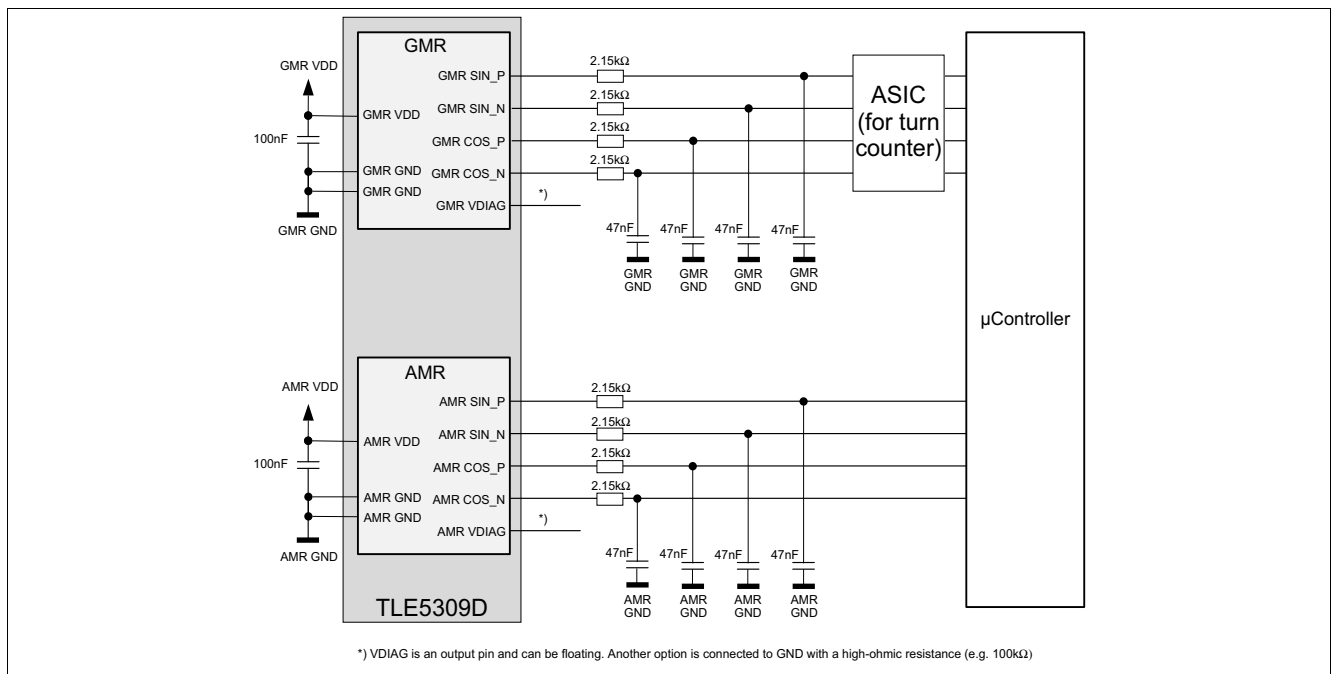 GMR
GMR VDD
GMR SIN_P
2.15kΩ
GMR VDD
GMR SIN_N
2.15kΩ
ASIC
(for turn
counter)
100nF
GMR COS_P
2.15kΩ
GMR GND
GMR COS_N
2.15kΩ
GMR GND
GMR VDIAG
*)
GMR GND
47nF
47nF
47nF
47nF
GMR
GND
GMR
GND
GMR
GND
GMR
GND
µController
AMR
AMR VDD
AMR SIN_P
2.15kΩ
AMR VDD
AMR SIN_N
2.15kΩ
100nF
AMR COS_P
2.15kΩ
AMR GND
AMR COS_N
2.15kΩ
AMR GND
AMR VDIAG
*)
AMR GND
47nF
47nF
47nF
47nF
AMR
GND
AMR
GND
AMR
GND
AMR
GND
TLE5309D
*) VDIAG is an output pin and can be floating. Another option is connected to GND with a high-ohmic resistance (e.g. 100kΩ)